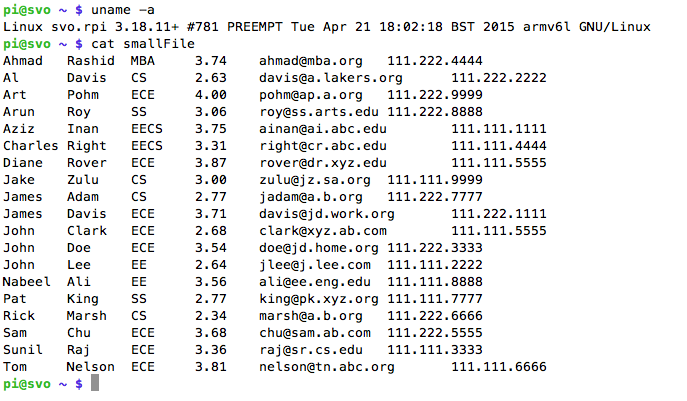 pi@svo ~ $ uname -a
Linux svo.rpi 3.18.11+ #781 PREEMPT Tue Apr 21 18:02:18 BST 2015 armv6l GNU/Linux
pi@svo ~ $ cat smallFile
Ahmad   Rashid  MBA     3.74    ahmad@mba.org   111.222.4444
Al      Davis   CS      2.63    davis@a.lakers.org      111.222.2222
Art     Pohm    ECE     4.00    pohm@ap.a.org   111.222.9999
Arun    Roy     SS      3.06    roy@ss.arts.edu 111.222.8888
Aziz    Inan    EECS    3.75    ainan@ai.abc.edu        111.111.1111
Charles Right   EECS    3.31    right@cr.abc.edu        111.111.4444
Diane   Rover   ECE     3.87    rover@dr.xyz.edu        111.111.5555
Jake    Zulu    CS      3.00    zulu@jz.sa.org  111.111.9999
James   Adam    CS      2.77    jadam@a.b.org   111.222.7777
James   Davis   ECE     3.71    davis@jd.work.org       111.222.1111
John    Clark   ECE     2.68    clark@xyz.ab.com        111.111.5555
John    Doe     ECE     3.54    doe@jd.home.org 111.222.3333
John    Lee     EE      2.64    jlee@j.lee.com  111.111.2222
Nabeel  Ali     EE      3.56    ali@ee.eng.edu  111.111.8888
Pat     King    SS      2.77    king@pk.xyz.org 111.111.7777
Rick    Marsh   CS      2.34    marsh@a.b.org   111.222.6666
Sam     Chu     ECE     3.68    chu@sam.ab.com  111.222.5555
Sunil   Raj     ECE     3.36    raj@sr.cs.edu   111.111.3333
Tom     Nelson  ECE     3.81    nelson@tn.abc.org       111.111.6666
pi@svo ~ $